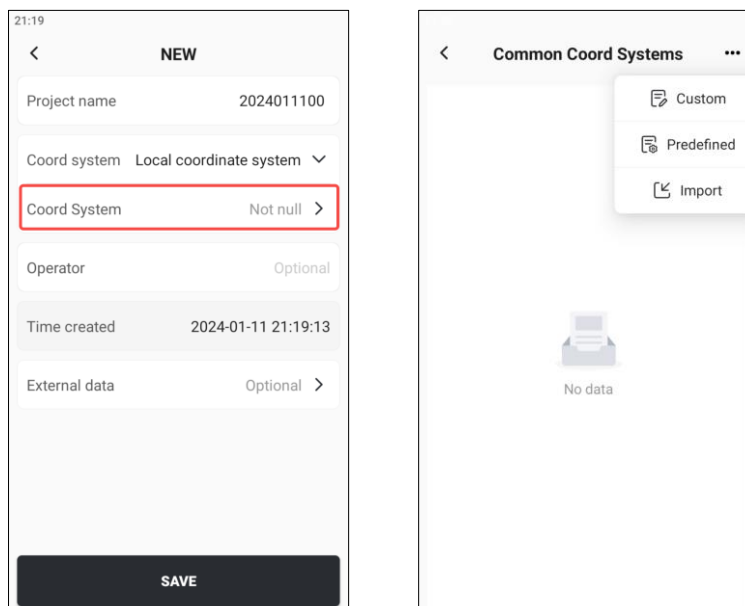 21:19
NEW
Project name 2024011100
Coord system Local coordinate system
Coord System Not null
Operator Optional
Time created 2024-01-11 21:19:13
External data Optional
SAVE
Common Coord Systems
Custom
Predefined
Import
No data